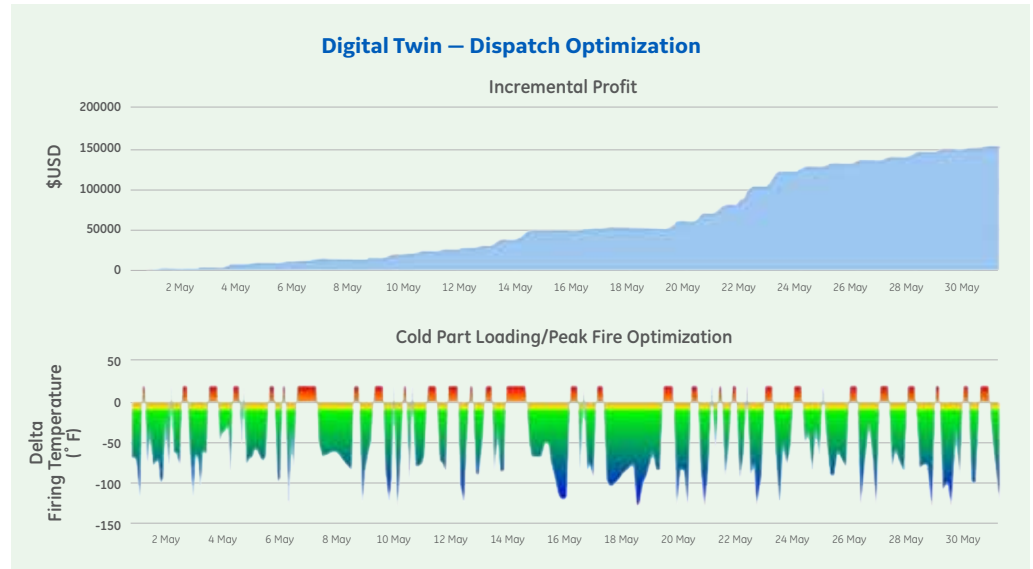 Digital Twin — Dispatch Optimization
Incremental Profit
$USD
200000
150000
100000
50000
0
2 May 4 May 6 May 8 May 10 May 12 May 14 May 16 May 18 May 20 May 22 May 24 May 26 May 28 May 30 May
Cold Part Loading/Peak Fire Optimization
Delta
Firing Temperature
(° F)
50
0
-50
-100
-150
2 May 4 May 6 May 8 May 10 May 12 May 14 May 16 May 18 May 20 May 22 May 24 May 26 May 28 May 30 May